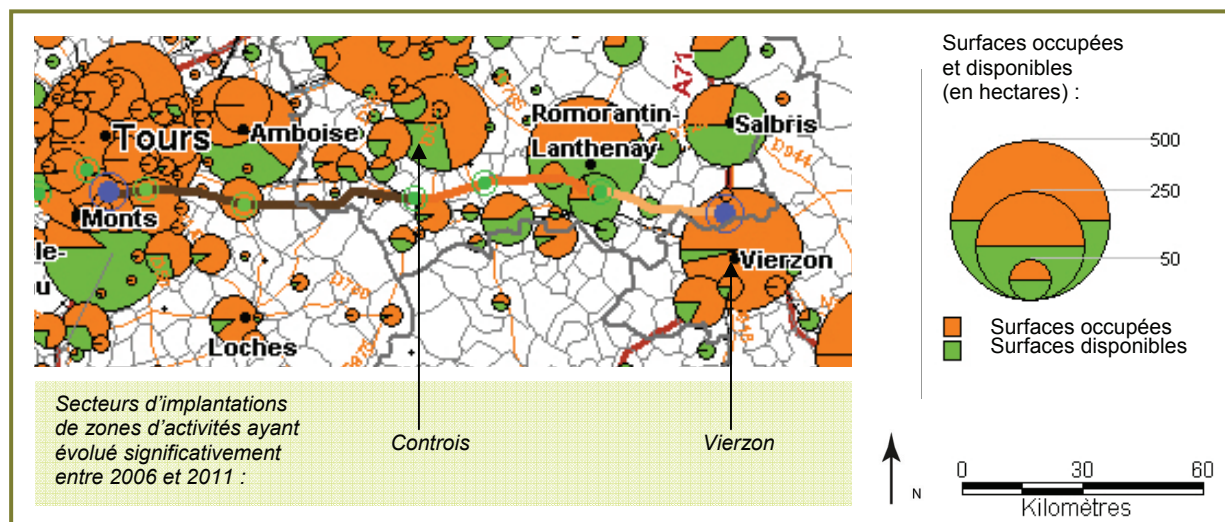 A71
Romorantin-
Lanthenay
Salbris
D944
Tours
Amboise
Monts
Vierzon
Loches
D760
Secteurs d'implantations
de zones d'activités ayant
évolué significativement
entre 2006 et 2011 :
Controis
Vierzon
Surfaces occupées
et disponibles
(en hectares) :
500
250
50
Surfaces occupées
Surfaces disponibles
N
0 30 60
Kilomètres